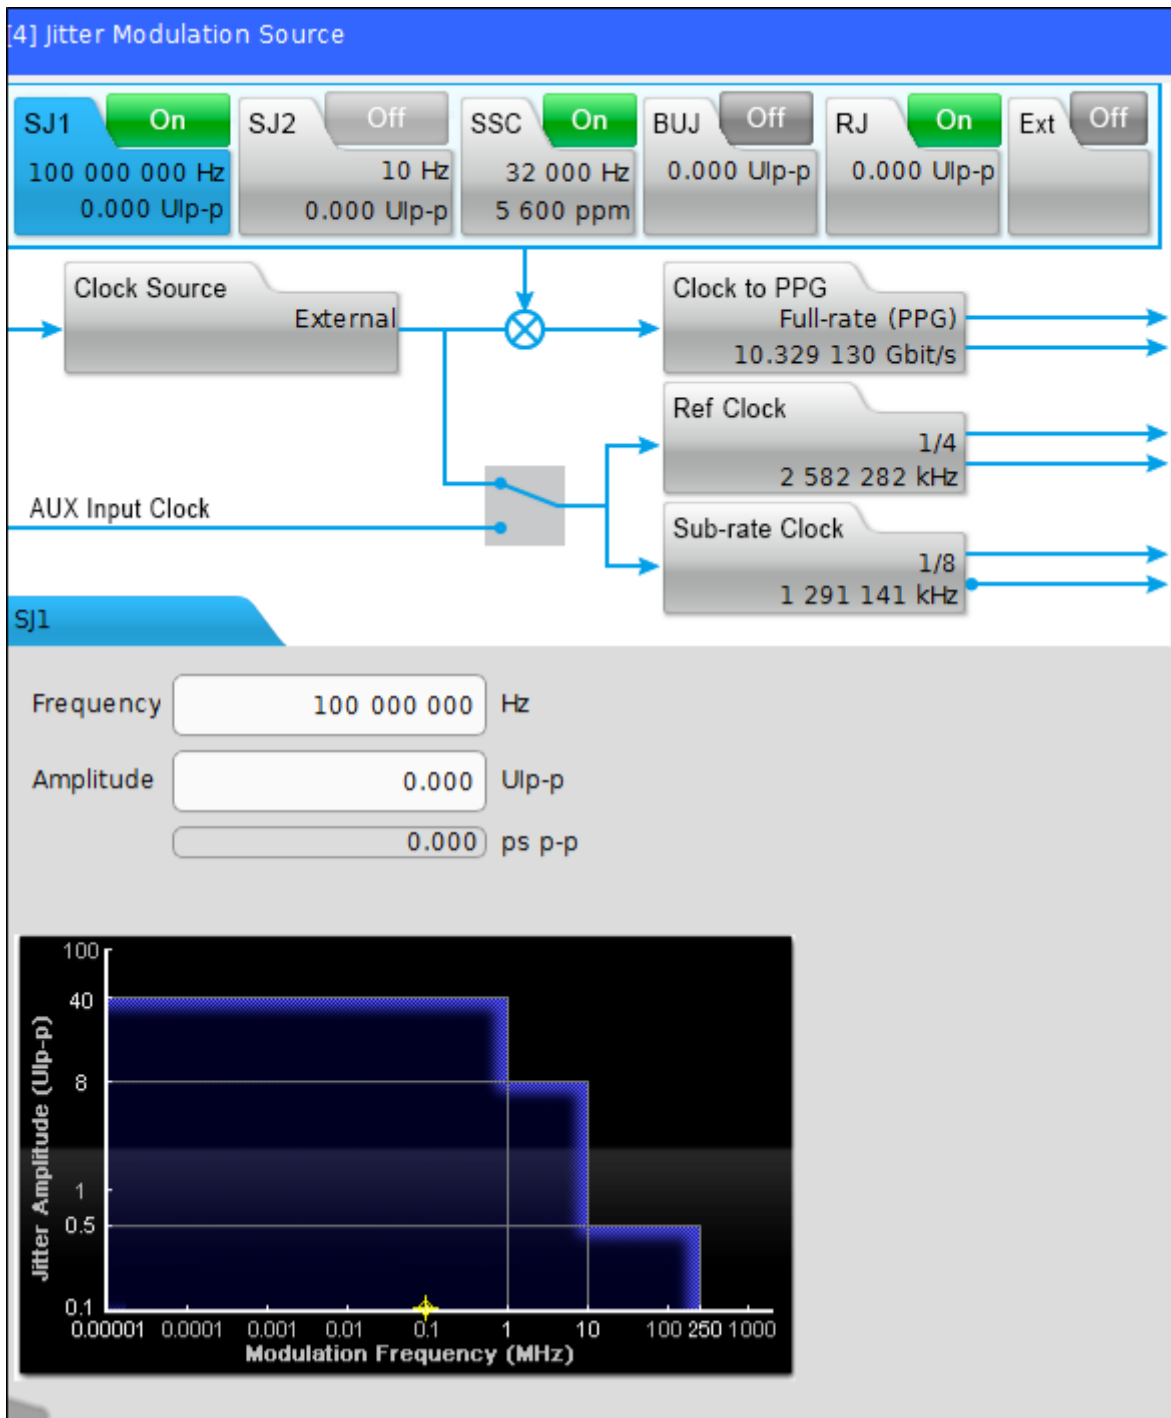 [4] Jitter Modulation Source
SJ1 On SJ2 Off SSC On BUJ Off RJ On Ext Off
100 000 000 Hz 10 Hz 32 000 Hz 0.000 UIp-p 0.000 UIp-p
0.000 UIp-p 0.000 UIp-p 5 600 ppm
Clock Source Clock to PPG
External Full-rate (PPG)
10.329 130 Gbit/s
Ref Clock
1/4
2 582 282 kHz
AUX Input Clock
Sub-rate Clock
1/8
1 291 141 kHz
SJ1
Frequency 100 000 000 Hz
Amplitude 0.000 UIp-p
0.000 ps p-p
100
40
8
1
0.5
0.1
Jitter Amplitude (UIp-p)
0.00001 0.0001 0.001 0.01 0.1 1 10 100 250 1000
Modulation Frequency (MHz)